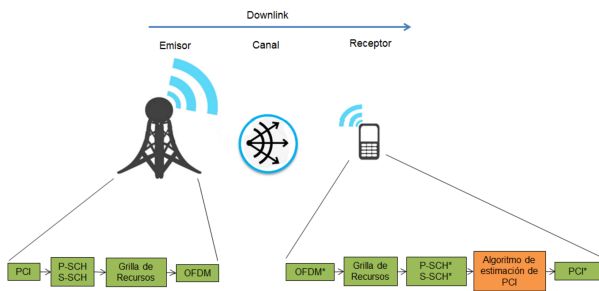 Downlink
Emisor
Canal
Receptor
PCI
P-SCH
S-SCH
Grilla de
Recursos
OFDM
OFDM*
Grilla de
Recursos
P-SCH*
S-SCH*
Algoritmo de
estimación de
PCI
PCI*